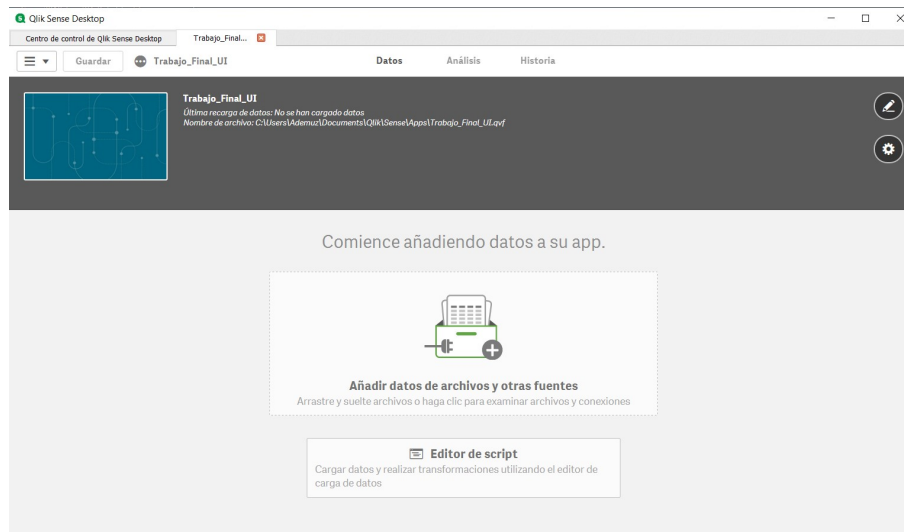 Qlik Sense Desktop
Centro de control de Qlik Sense Desktop
Trabajo_Final...
Guardar
Trabajo_Final_UI
Datos
Análisis
Historia
Trabajo_Final_UI
Última recarga de datos: No se han cargado datos
Nombre de archivo: C:\Users\Ademuz\Documents\Qlik\Sense\Apps\Trabajo_Final_UI.qvf
Comience añadiendo datos a su app.
Añadir datos de archivos y otras fuentes
Arrastre y suelte archivos o haga clic para examinar archivos y conexiones
Editor de script
Cargar datos y realizar transformaciones utilizando el editor de
carga de datos